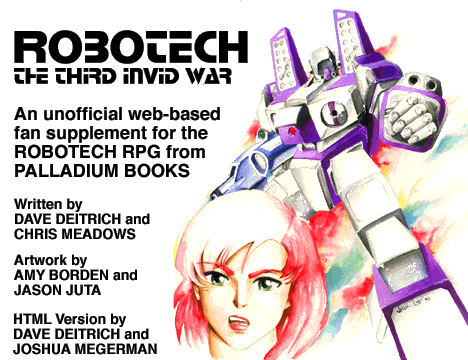 ROBOTECH
THE THIRD INVID WAR
An unofficial web-based
fan supplement for the
ROBOTECH RPG from
PALLADIUM BOOKS
Written by
DAVE DEITRICH and
CHRIS MEADOWS
Artwork by
AMY BORDEN and
JASON JUTA
HTML Version by
DAVE DEITRICH and
JOSHUA MEGERMAN